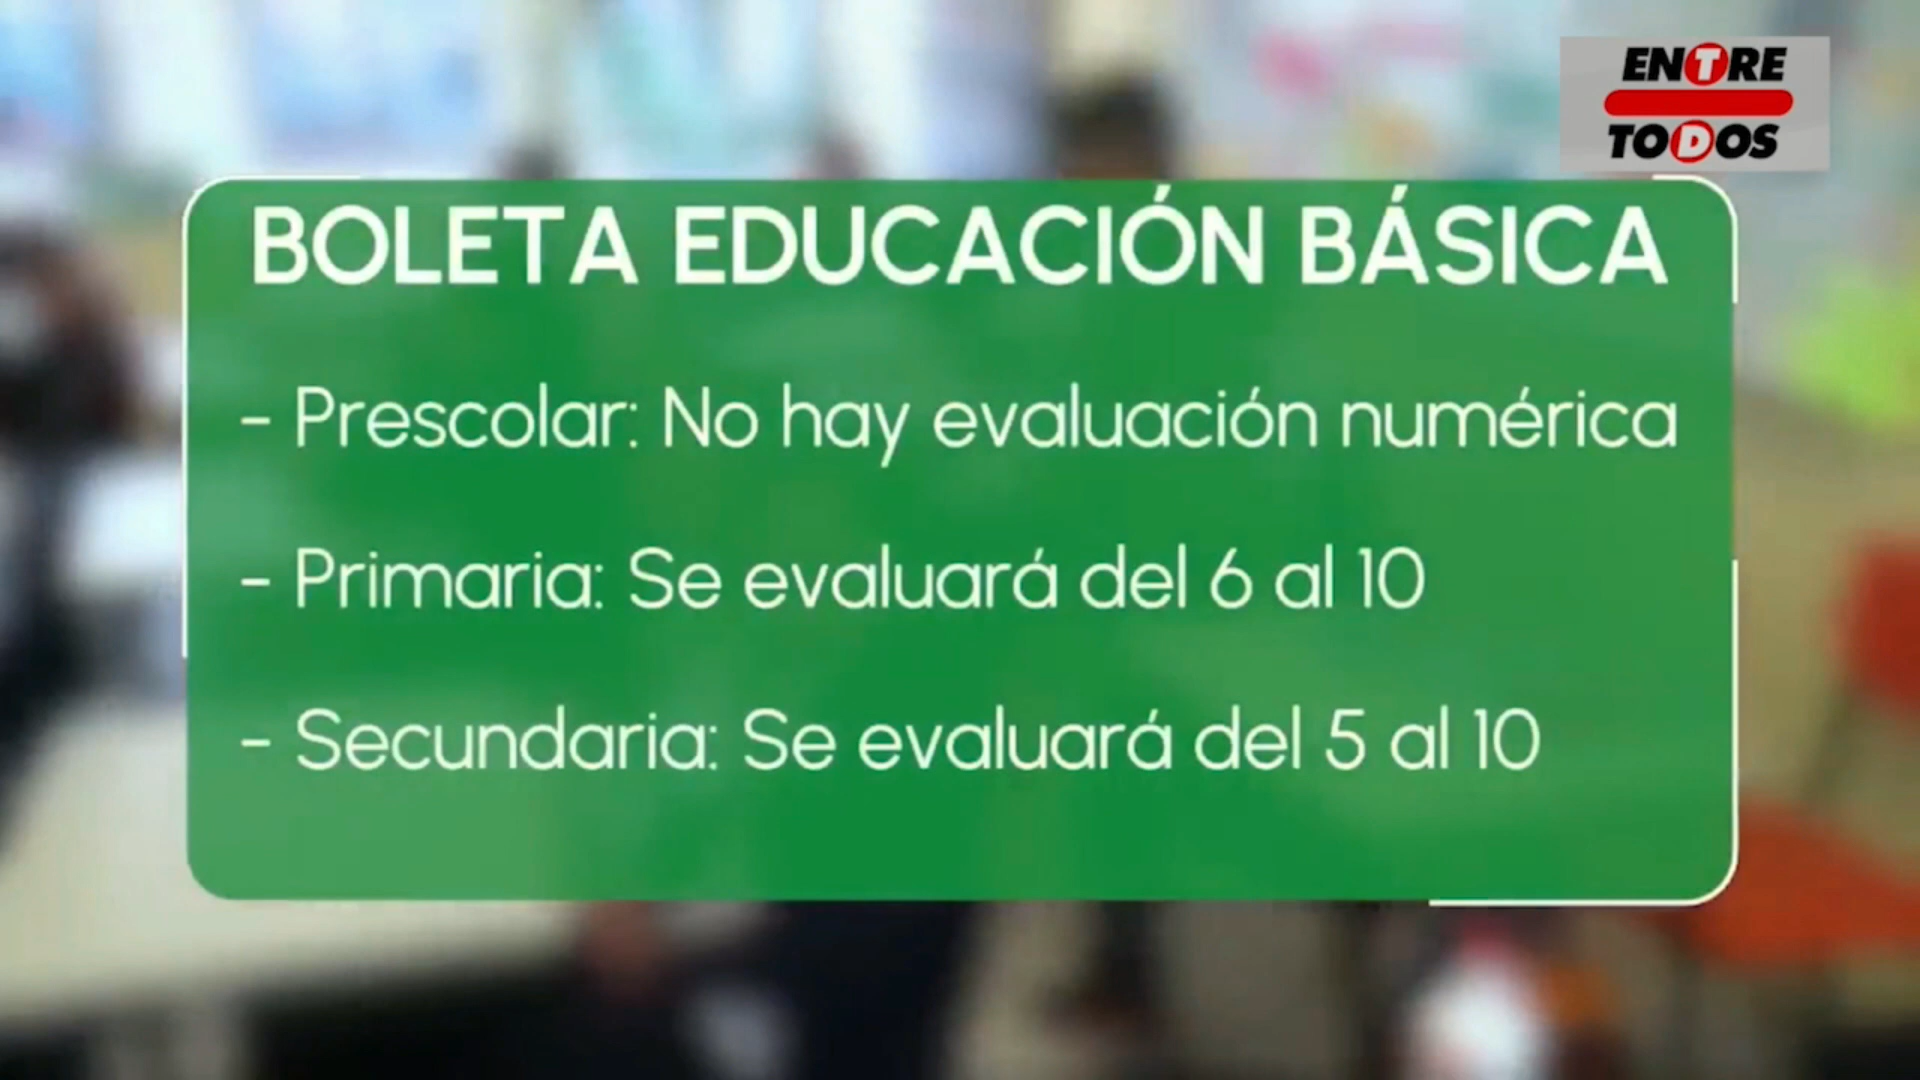 ENTRE
TODOS
BOLETA EDUCACIÓN BÁSICA
- Prescolar: No hay evaluación numérica
- Primaria: Se evaluará del 6 al 10
- Secundaria: Se evaluará del 5 al 10